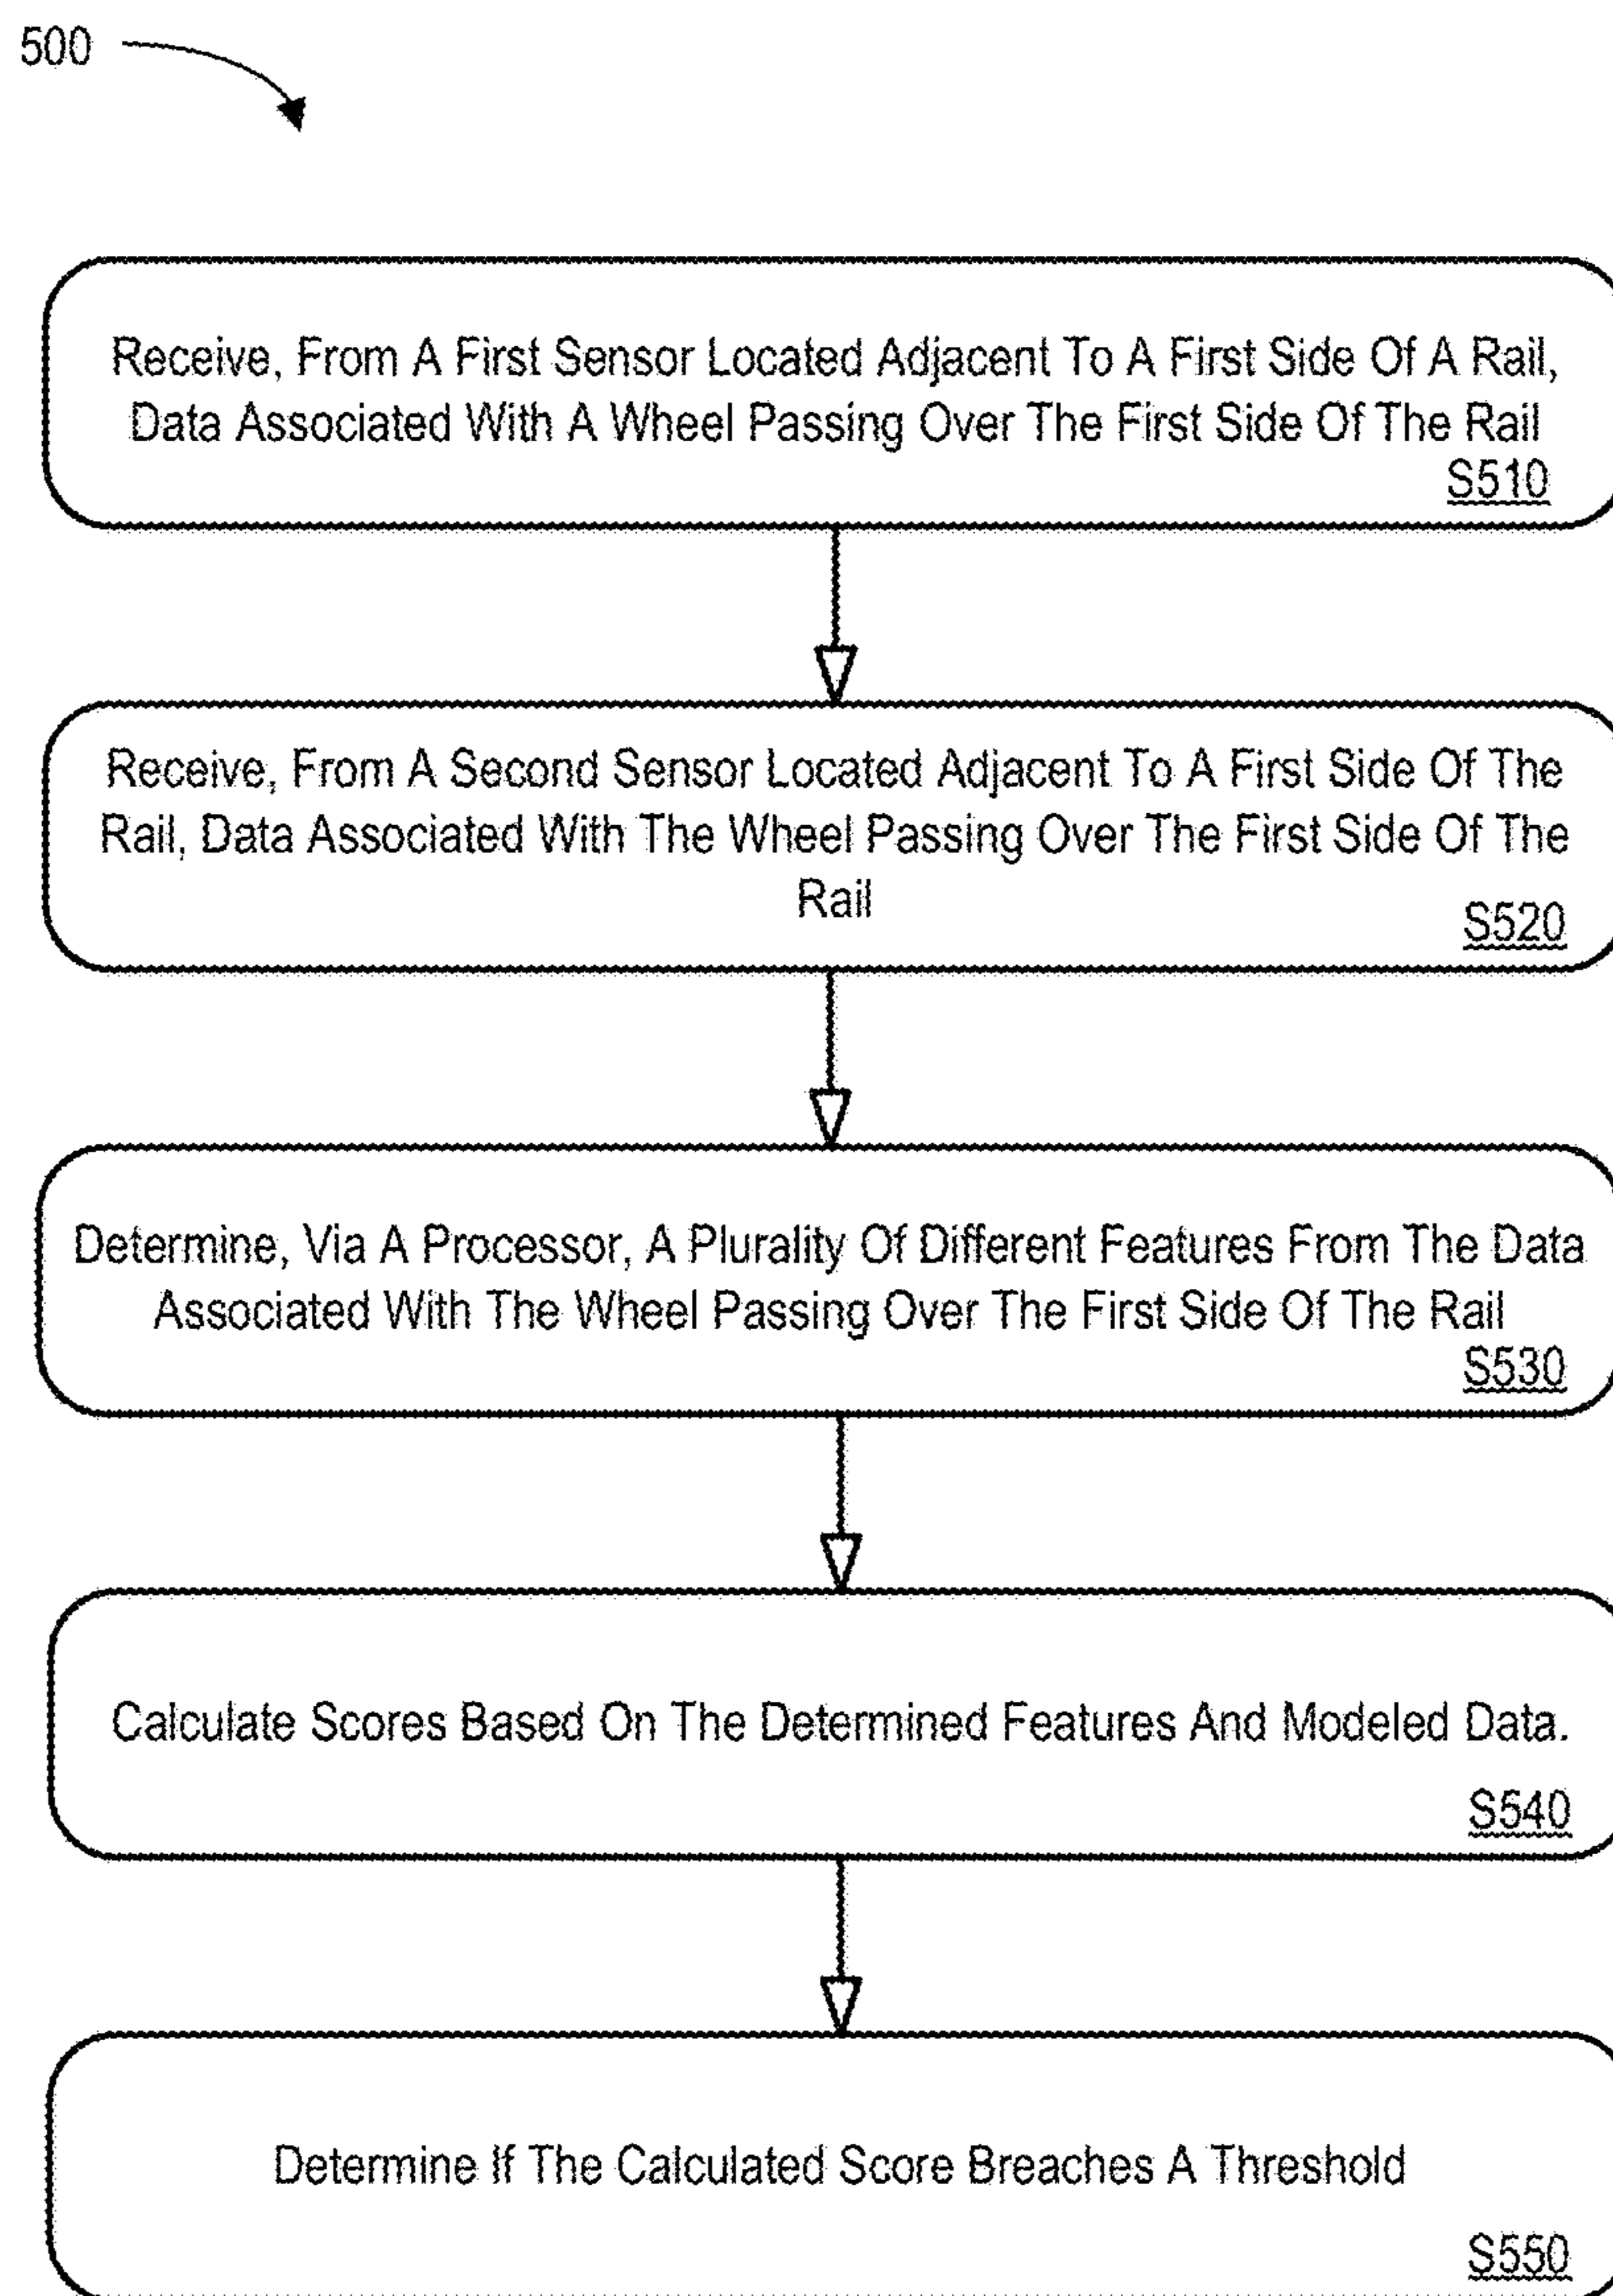 500
Receive, From A First Sensor Located Adjacent To A First Side Of A Rail,
Data Associated With A Wheel Passing Over The First Side Of The Rail
S510
Receive, From A Second Sensor Located Adjacent To A First Side Of The
Rail, Data Associated With The Wheel Passing Over The First Side Of The
Rail
S520
Determine, Via A Processor, A Plurality Of Different Features From The Data
Associated With The Wheel Passing Over The First Side Of The Rail
S530
Calculate Scores Based On The Determined Features And Modeled Data.
S540
Determine If The Calculated Score Breaches A Threshold
S550